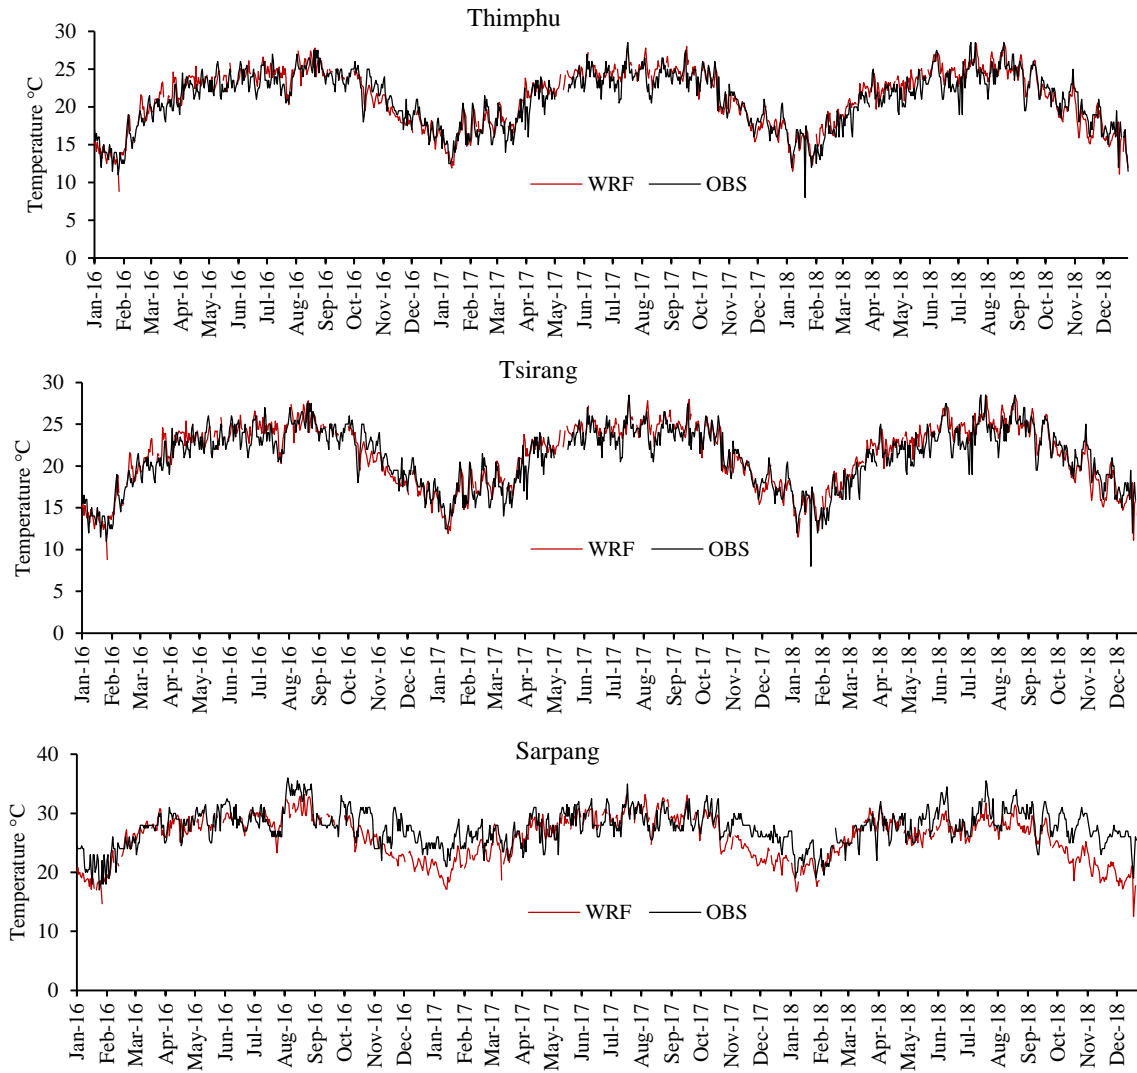 Thimphu
Temperature °C
30
25
20
15
10
5
0
WRF OBS
Jan-16 Feb-16 Mar-16 Apr-16 May-16 Jun-16 Jul-16 Aug-16 Sep-16 Oct-16 Nov-16 Dec-16 Jan-17 Feb-17 Mar-17 Apr-17 May-17 Jun-17 Jul-17 Aug-17 Sep-17 Oct-17 Nov-17 Dec-17 Jan-18 Feb-18 Mar-18 Apr-18 May-18 Jun-18 Jul-18 Aug-18 Sep-18 Oct-18 Nov-18 Dec-18
Tsirang
Temperature °C
30
25
20
15
10
5
0
WRF OBS
Jan-16 Feb-16 Mar-16 Apr-16 May-16 Jun-16 Jul-16 Aug-16 Sep-16 Oct-16 Nov-16 Dec-16 Jan-17 Feb-17 Mar-17 Apr-17 May-17 Jun-17 Jul-17 Aug-17 Sep-17 Oct-17 Nov-17 Dec-17 Jan-18 Feb-18 Mar-18 Apr-18 May-18 Jun-18 Jul-18 Aug-18 Sep-18 Oct-18 Nov-18 Dec-18
Sarpang
Temperature °C
40
30
20
10
0
WRF OBS
Jan-16 Feb-16 Mar-16 Apr-16 May-16 Jun-16 Jul-16 Aug-16 Sep-16 Oct-16 Nov-16 Dec-16 Jan-17 Feb-17 Mar-17 Apr-17 May-17 Jun-17 Jul-17 Aug-17 Sep-17 Oct-17 Nov-17 Dec-17 Jan-18 Feb-18 Mar-18 Apr-18 May-18 Jun-18 Jul-18 Aug-18 Sep-18 Oct-18 Nov-18 Dec-18